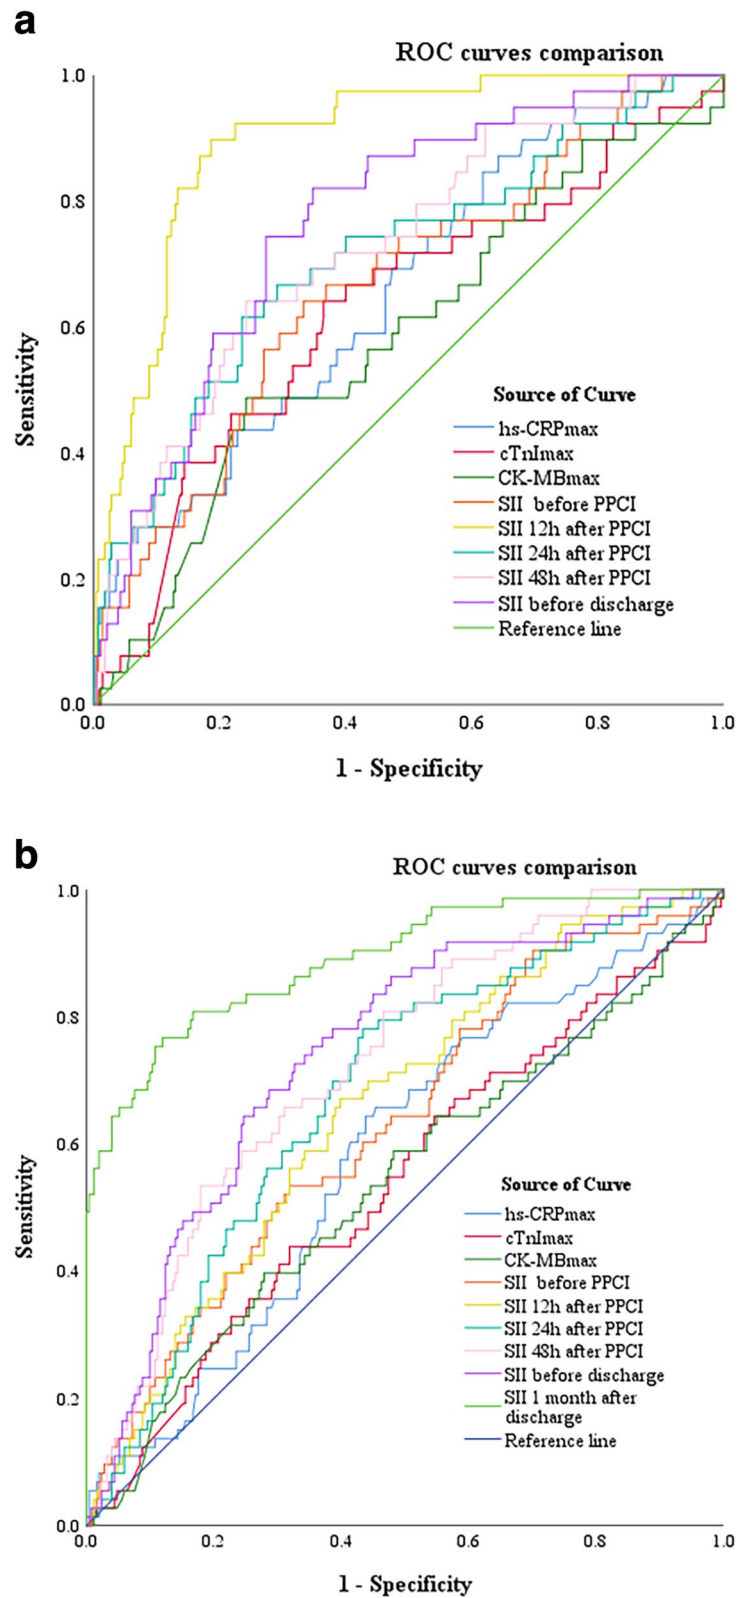 a
ROC curves comparison
1.0
0.8
0.6
0.4
0.2
0.0
Sensitivity
Source of Curve
hs-CRPmax
cTnImax
CK-MBmax
SII before PPCI
SII 12h after PPCI
SII 24h after PPCI
SII 48h after PPCI
SII before discharge
Reference line
0.0 0.2 0.4 0.6 0.8 1.0
1 - Specificity
b
ROC curves comparison
1.0
0.8
0.6
0.4
0.2
0.0
Sensitivity
Source of Curve
hs-CRPmax
cTnImax
CK-MBmax
SII before PPCI
SII 12h after PPCI
SII 24h after PPCI
SII 48h after PPCI
SII before discharge
SII 1 month after
discharge
Reference line
0.0 0.2 0.4 0.6 0.8 1.0
1 - Specificity